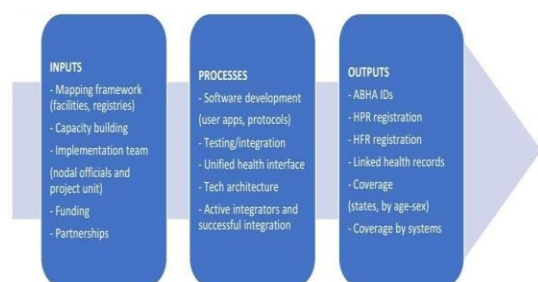 INPUTS
- Mapping framework
(facilities, registries)
- Capacity building
- Implementation team
(nodal officials and
project unit)
- Funding
- Partnerships
PROCESSES
- Software development
(user apps, protocols)
-Testing/integration
- Unified health interface
- Tech architecture
- Active integrators and
successful integration
OUTPUTS
- ABHA IDs
- HPR registration
- HFR registration
- Linked health records
- Coverage
(states, by age-sex)
- Coverage by systems